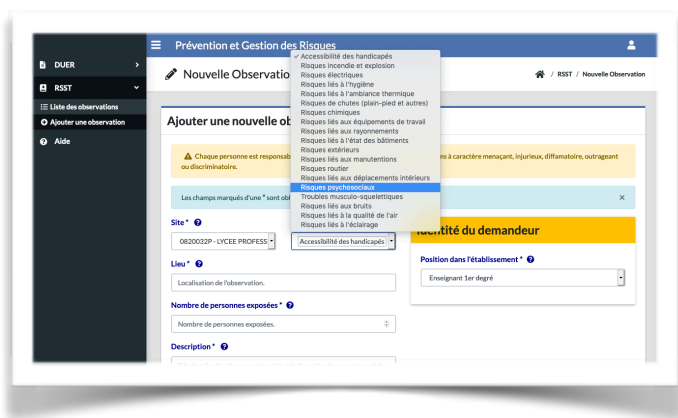 Prévention et Gestion des Risques
DUER
RSST
Liste des observations
Ajouter une observation
Aide
Nouvelle Observatio
/ RSST / Nouvelle Observation
Ajouter une nouvelle ob
✓ Accessibilité des handicapés
Risques incendie et explosion
Risques électriques
Risques liés à l'hygiène
Risques liés à l'ambiance thermique
Risques de chutes (plain-pied et autres)
Risques chimiques
Risques liés aux équipements de travail
Risques liés aux rayonnements
Risques liés à l'état des bâtiments
Risques extérieurs
Risques liés aux manutentions
Risques routier
Risques liés aux déplacements intérieurs
Risques psychosociaux
Troubles musculo-squelettiques
Risques liés aux bruits
Risques liés à la qualité de l'air
Risques liés à l'éclairage
Chaque personne est responsab
ns à caractère menaçant, injurieux, diffamatoire, outrageant
ou discriminatoire.
Les champs marqués d'une * sont obl
×
Site *
0820032P - LYCEE PROFESS
Accessibilité des handicapés
Lieu *
Localisation de l'observation.
Nombre de personnes exposées *
Nombre de personnes exposées.
Description *
Identité du demandeur
Position dans l'établissement *
Enseignant 1er degré